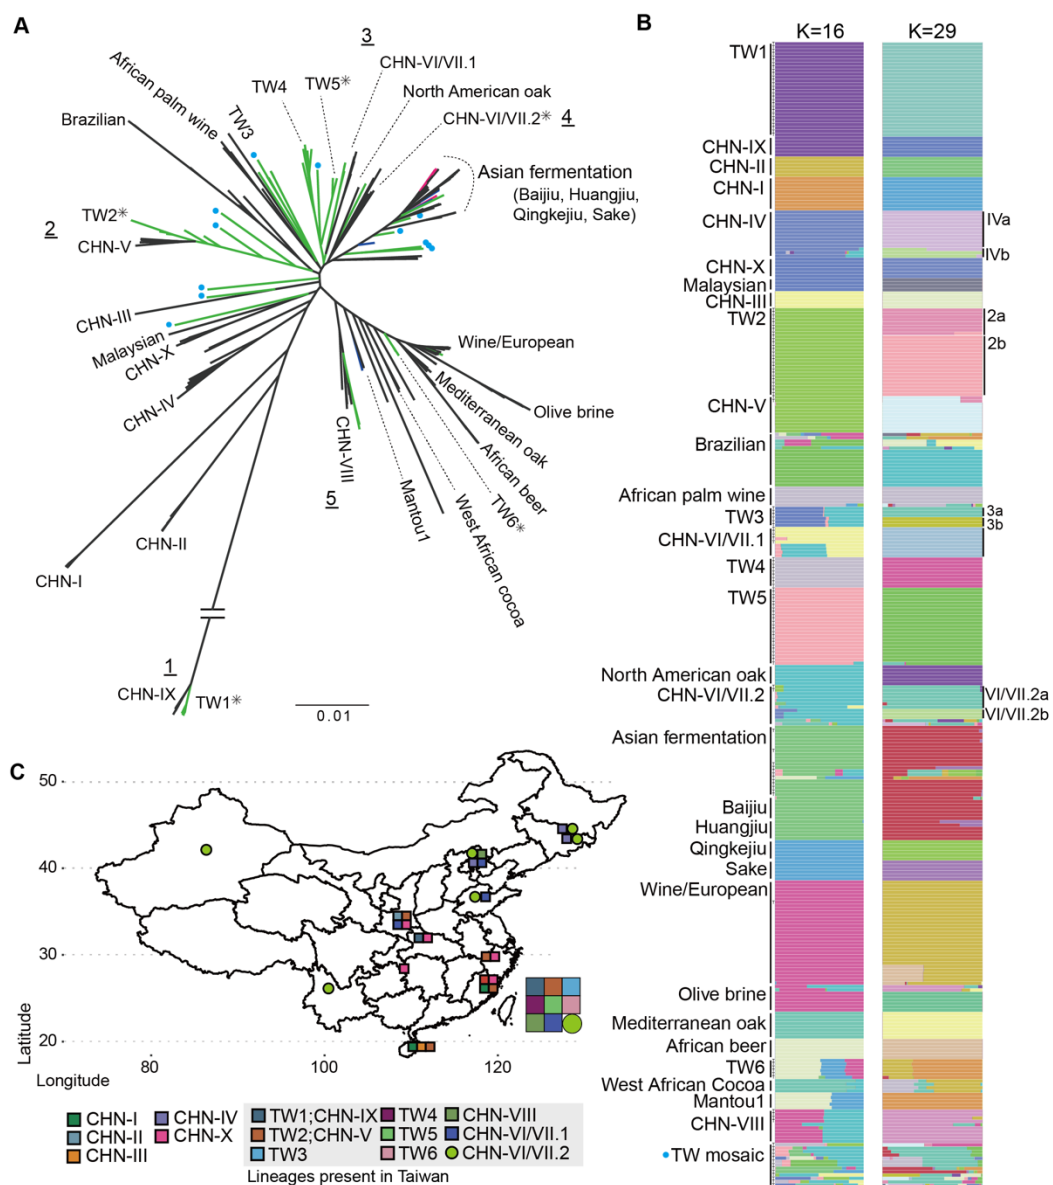 A
3
CHN-VI/VII.1
TW5*
TW4
North American oak
CHN-VI/VII.2* 4
African palm wine
TW3
Brazilian
Asian fermentation
(Baijiu, Huangjiu,
Qingkejiu, Sake)
TW2*
2
CHN-V
CHN-III
Malaysian
CHN-X
CHN-IV
Wine/European
Mediterranean oak
Olive brine
African beer
TW6*
West African cocoa
Mantou1
CHN-VIII
5
CHN-II
CHN-I
1
CHN-IX
TW1*
0.01
B
K=16 K=29
TW1
CHN-IX
CHN-II
CHN-I
CHN-IV
IVa
IVb
CHN-X
Malaysian
CHN-III
TW2
2a
2b
CHN-V
Brazilian
African palm wine
TW3
3a
3b
CHN-VI/VII.1
TW4
TW5
North American oak
CHN-VI/VII.2
VI/VII.2a
VI/VII.2b
Asian fermentation
Baijiu
Huangjiu
Qingkejiu
Sake
Wine/European
Olive brine
Mediterranean oak
African beer
TW6
West African Cocoa
Mantou1
CHN-VIII
TW mosaic
C
50
40
30
20
Latitude
Longitude
80 100 120
CHN-I CHN-IV TW1;CHN-IX TW4 CHN-VIII
CHN-II CHN-X TW2;CHN-V TW5 CHN-VI/VII.1
CHN-III TW3 TW6 CHN-VI/VII.2
Lineages present in Taiwan